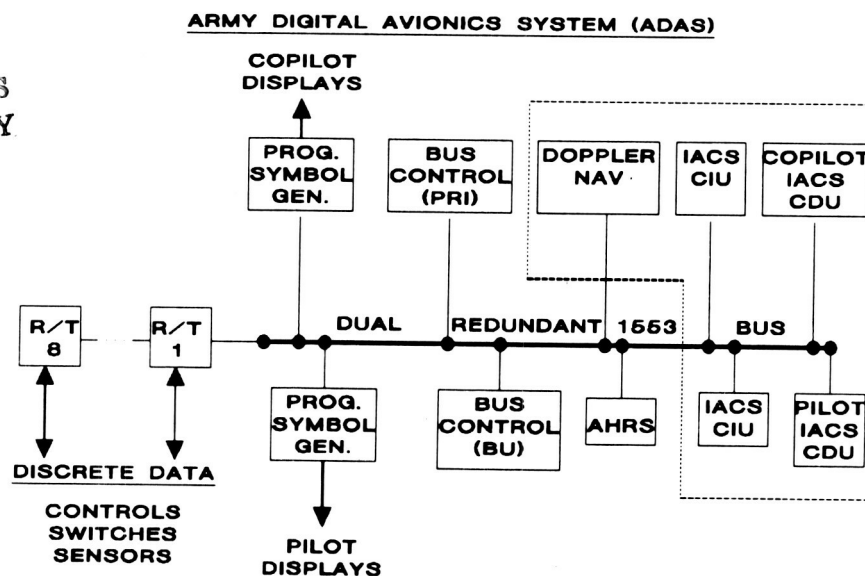 ARMY DIGITAL AVIONICS SYSTEM (ADAS)
COPILOT
DISPLAYS
S
Y
PROG.
SYMBOL
GEN.
BUS
CONTROL
(PRI)
DOPPLER
NAV
IACS
CIU
COPILOT
IACS
CDU
R/T
8
R/T
1
DUAL REDUNDANT 1553 BUS
PROG.
SYMBOL
GEN.
BUS
CONTROL
(BU)
AHRS
IACS
CIU
PILOT
IACS
CDU
DISCRETE DATA
CONTROLS
SWITCHES
SENSORS
PILOT
DISPLAYS